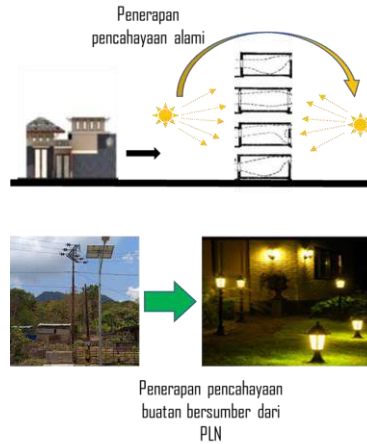 Penerapan
pencahayaan alami
Penerapan pencahayaan
buatan bersumber dari
PLN